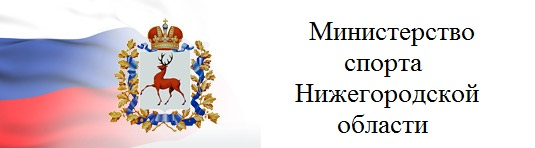 Министерство
спорта
Нижегородской
области